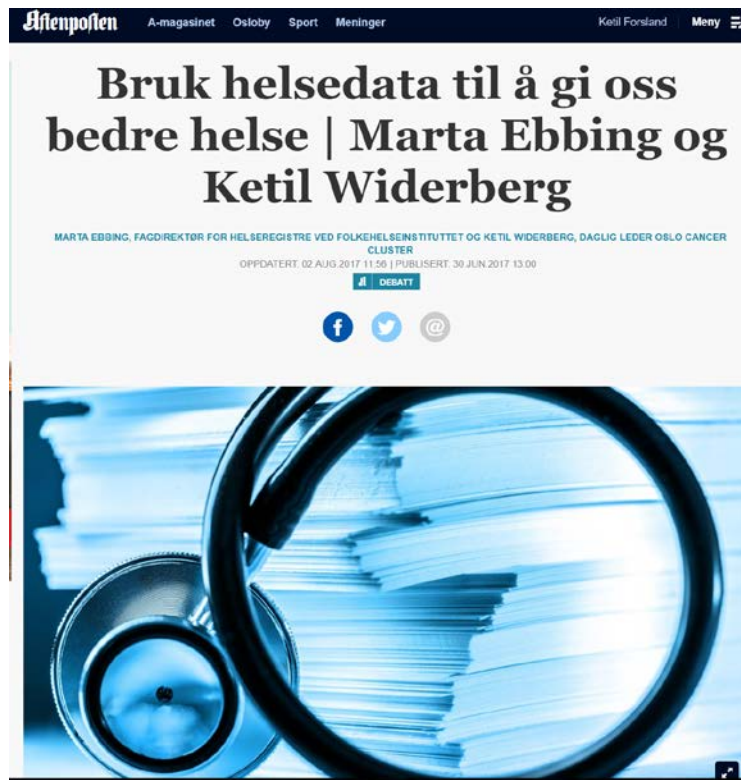 Aftenposten A-magasinet Osloby Sport Meninger Ketil Forsland Meny
Bruk helsedata til å gi oss
bedre helse | Marta Ebbing og
Ketil Widerberg
MARTA EBBING, FAGDIREKTØR FOR HELSEREGISTRE VED FOLKEHELSEINSTITUTTET OG KETIL WIDERBERG, DAGLIG LEDER OSLO CANCER
CLUSTER
OPPDATERT: 02.AUG.2017 11:56 | PUBLISERT: 30.JUN.2017 13:00
DEBATT